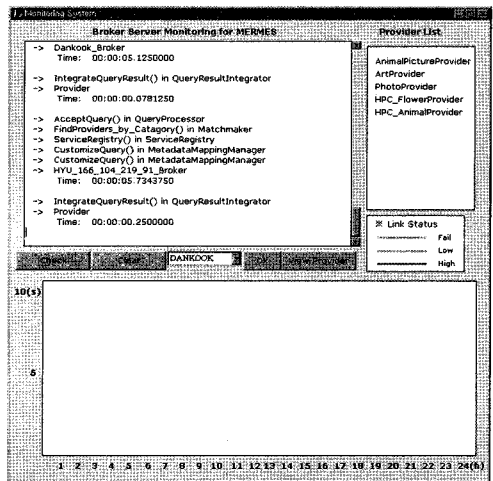 Monitoring System
Broker Server Monitoring for MERMES
Provider List
-> Dankook_Broker
Time: 00:00:05.1250000
-> IntegrateQueryResult() in QueryResultIntegrator
-> Provider
Time: 00:00:00.0781250
-> AcceptQuery() in QueryProcessor
-> FindProviders_by_Catagory() in Matchmaker
-> ServiceRegistry() in ServiceRegistry
-> CustomizeQuery() in MetadataMappingManager
-> CustomizeQuery() in MetadataMappingManager
-> HYU_166_104_219_91_Broker
Time: 00:00:05.7343750
-> IntegrateQueryResult() in QueryResultIntegrator
-> Provider
Time: 00:00:00.2500000
AnimalPictureProvider
ArtProvider
PhotoProvider
HPC_FlowerProvider
HPC_AnimalProvider
※ Link Status
Fail
Low
High
Check Clear DANKOOK
10(s)
5
1 2 3 4 5 6 7 8 9 10 11 12 13 14 15 16 17 18 19 20 21 22 23 24(h)